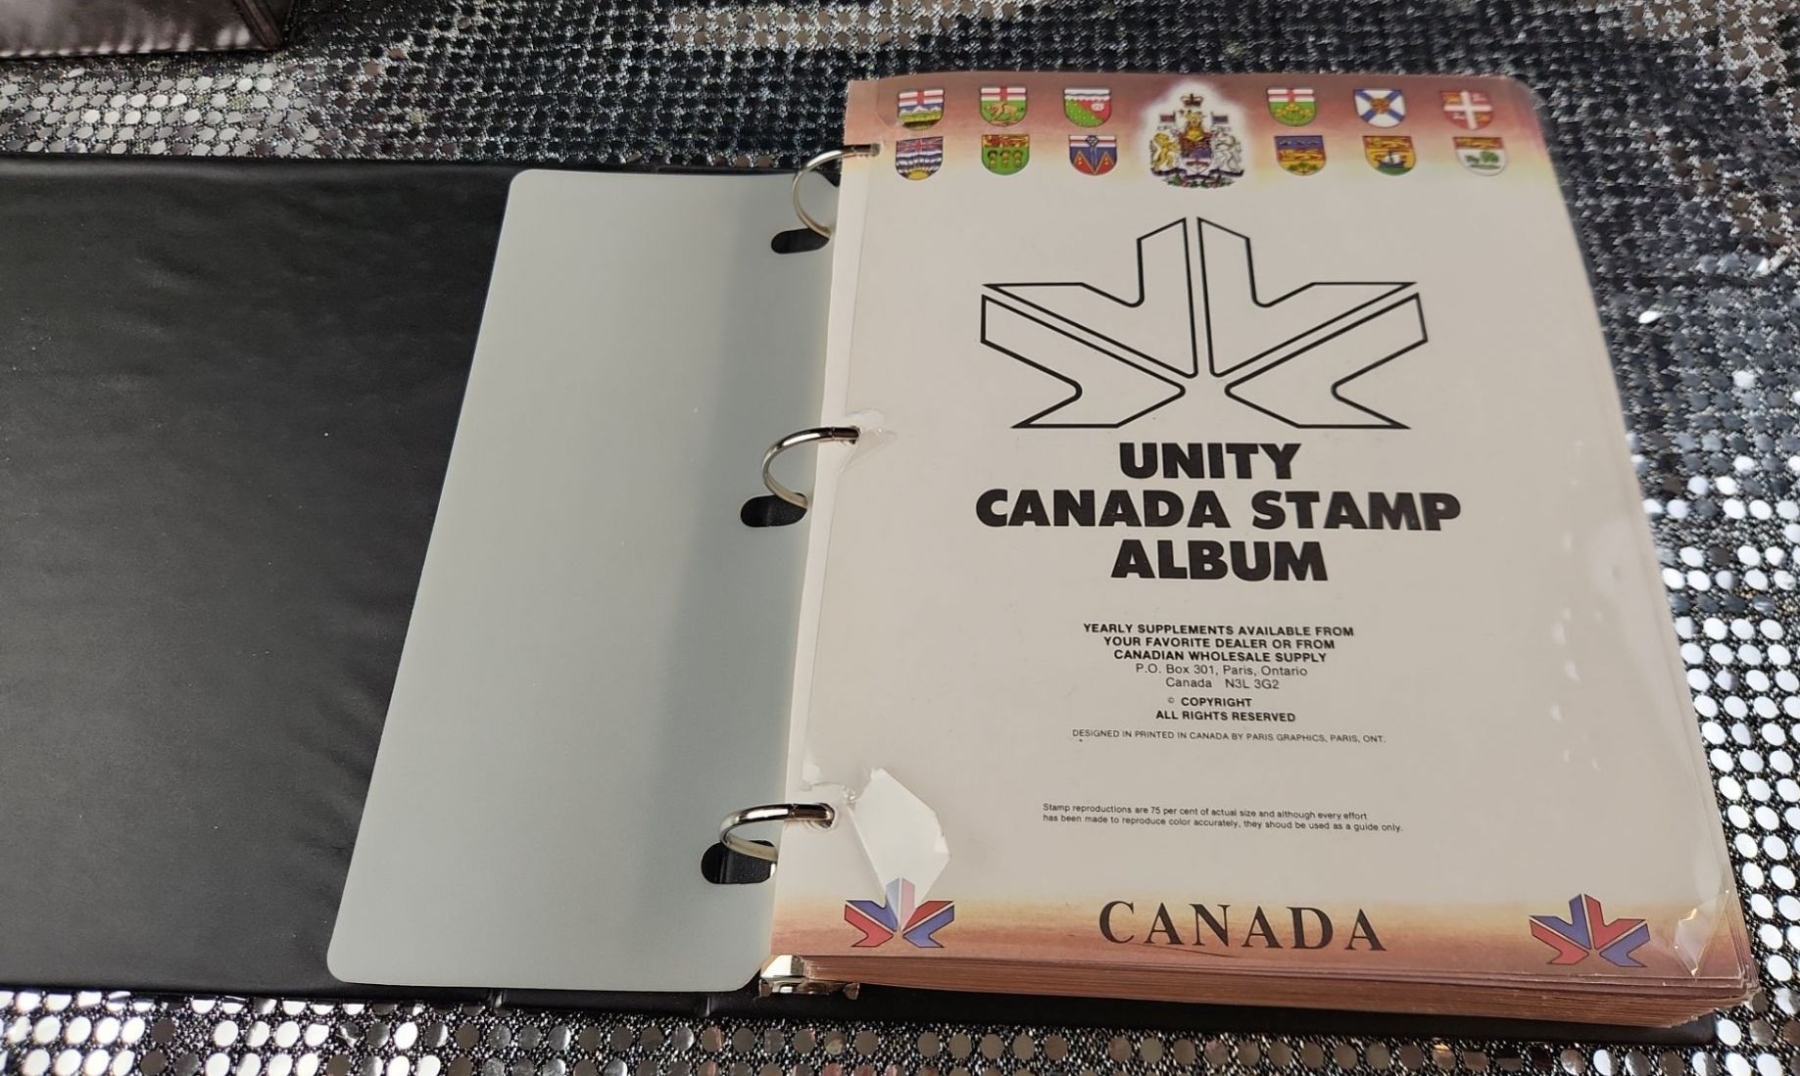 UNITY
CANADA STAMP
ALBUM
YEARLY SUPPLEMENTS AVAILABLE FROM
YOUR FAVORITE DEALER OR FROM
CANADIAN WHOLESALE SUPPLY
P.O. Box 301, Paris, Ontario
Canada N3L 3G2
© COPYRIGHT
ALL RIGHTS RESERVED
DESIGNED IN PRINTED IN CANADA BY PARIS GRAPHICS, PARIS, ONT.
Stamp reproductions are 75 per cent of actual size and although every effort
has been made to reproduce color accurately, they shoud be used as a guide only.
CANADA